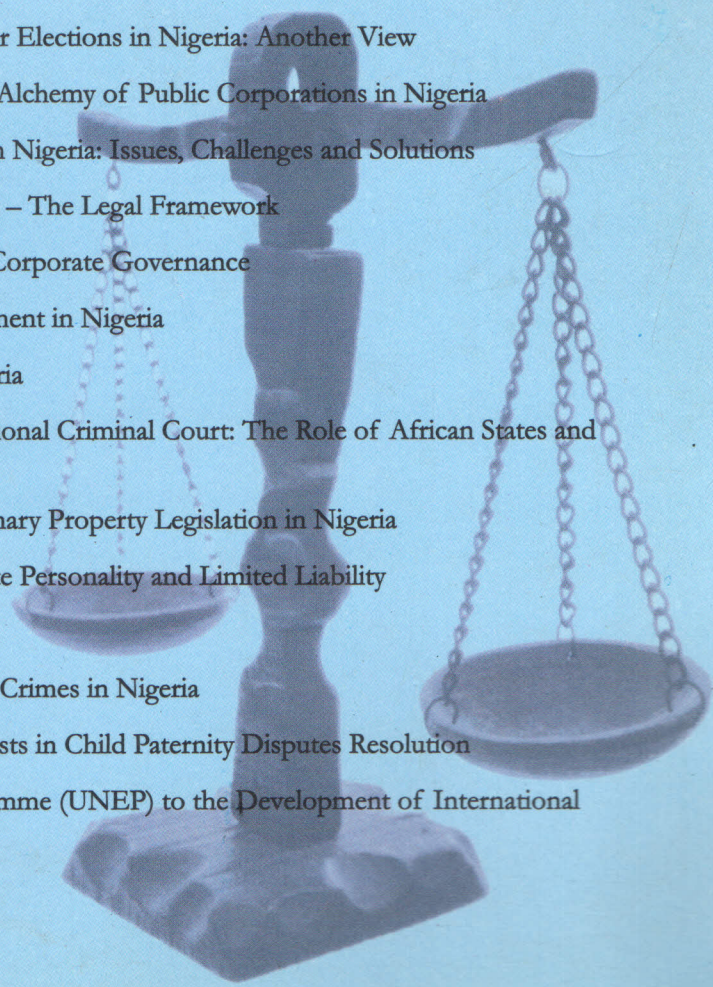 r Elections in Nigeria: Another View
Alchemy of Public Corporations in Nigeria
n Nigeria: Issues, Challenges and Solutions
– The Legal Framework
Corporate Governance
ment in Nigeria
ria
ional Criminal Court: The Role of African States and
nary Property Legislation in Nigeria
te Personality and Limited Liability
Crimes in Nigeria
sts in Child Paternity Disputes Resolution
mme (UNEP) to the Development of International